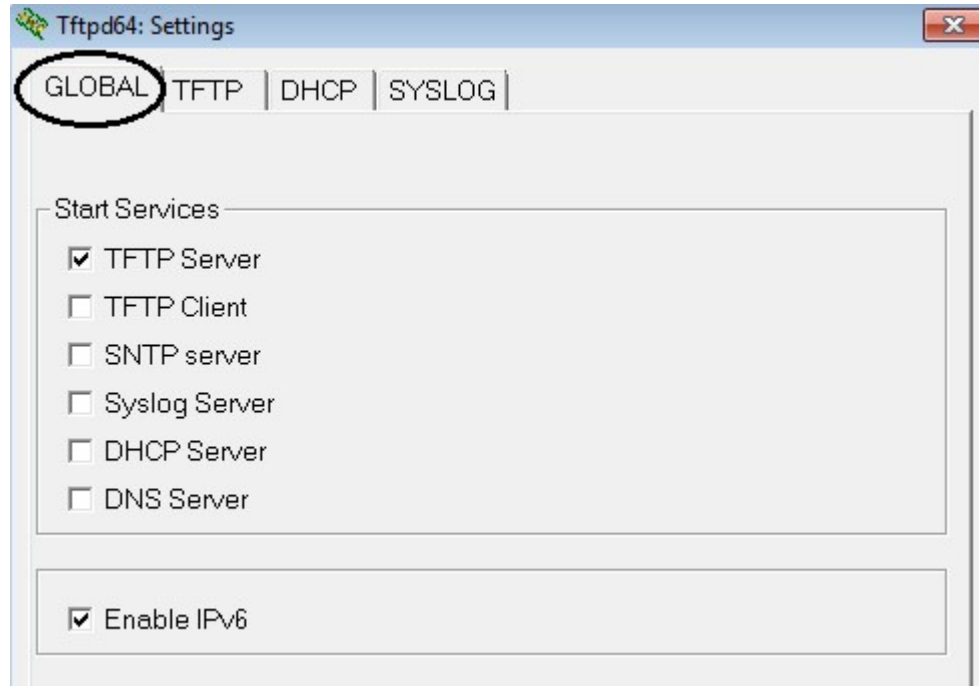 Tftpd64: Settings
GLOBAL TFTP DHCP SYSLOG
Start Services
TFTP Server
TFTP Client
SNTP server
Syslog Server
DHCP Server
DNS Server
Enable IPv6